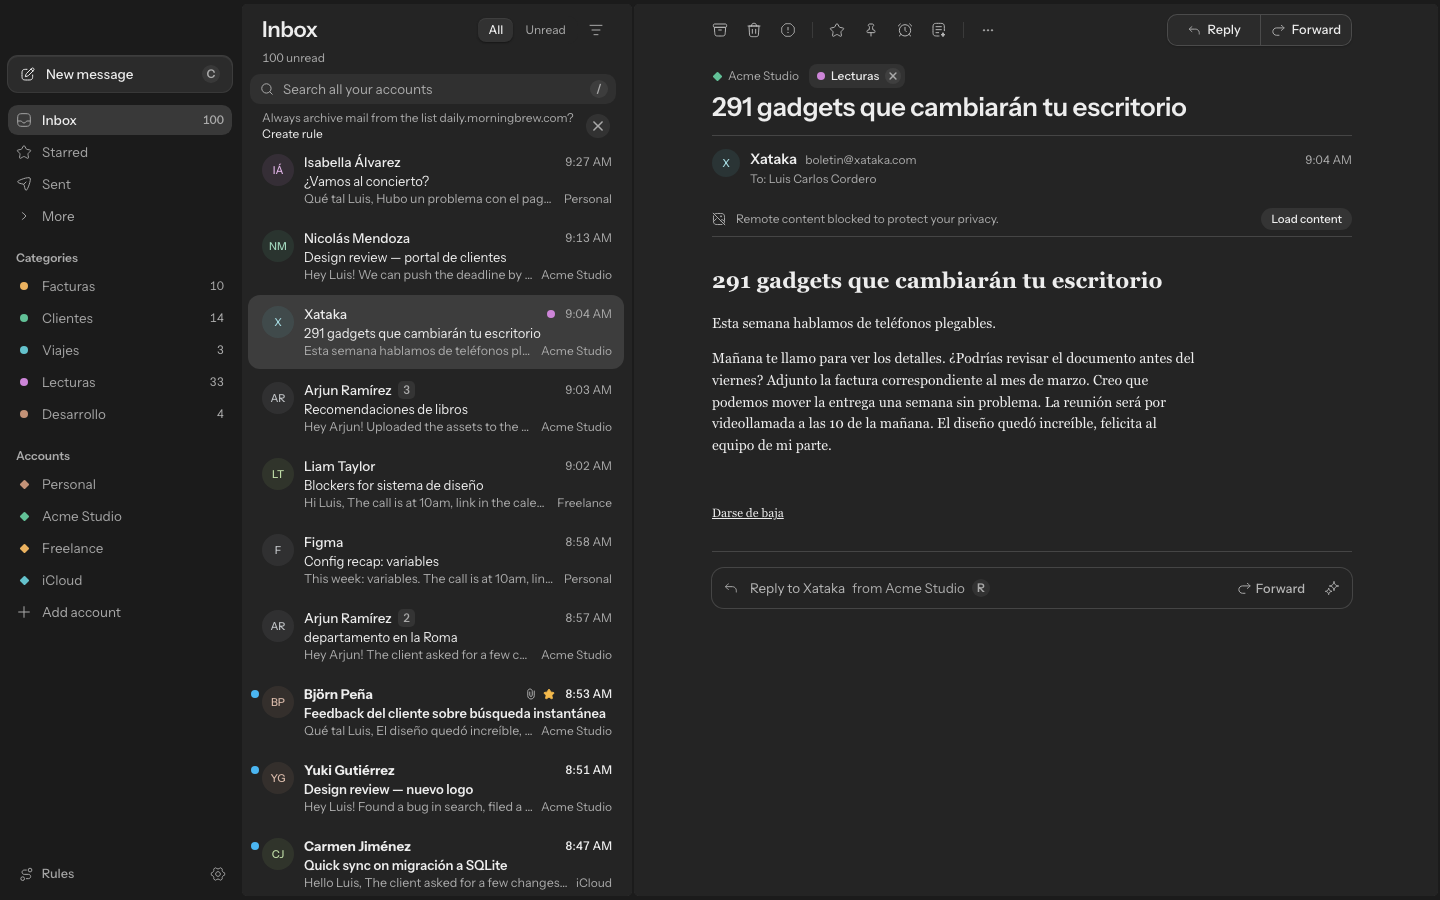 New message
C
Inbox
100
Starred
Sent
More
Categories
Facturas
10
Clientes
14
Viajes
3
Lecturas
33
Desarrollo
4
Accounts
Personal
Acme Studio
Freelance
iCloud
Add account
Rules
Inbox
All
Unread
100 unread
Search all your accounts
/
Always archive mail from the list daily.morningbrew.com?
Create rule
IÁ
Isabella Álvarez
9:27 AM
¿Vamos al concierto?
Qué tal Luis, Hubo un problema con el pag...
Personal
NM
Nicolás Mendoza
9:13 AM
Design review — portal de clientes
Hey Luis! We can push the deadline by ...
Acme Studio
X
Xataka
9:04 AM
291 gadgets que cambiarán tu escritorio
Esta semana hablamos de teléfonos pl...
Acme Studio
AR
Arjun Ramírez
3
9:03 AM
Recomendaciones de libros
Hey Arjun! Uploaded the assets to the ...
Acme Studio
LT
Liam Taylor
9:02 AM
Blockers for sistema de diseño
Hi Luis, The call is at 10am, link in the cale...
Freelance
F
Figma
8:58 AM
Config recap: variables
This week: variables. The call is at 10am, lin...
Personal
AR
Arjun Ramírez
2
8:57 AM
departamento en la Roma
Hey Arjun! The client asked for a few c...
Acme Studio
BP
Björn Peña
8:53 AM
Feedback del cliente sobre búsqueda instantánea
Qué tal Luis, El diseño quedó increíble, ...
Acme Studio
YG
Yuki Gutiérrez
8:51 AM
Design review — nuevo logo
Hey Luis! Found a bug in search, filed a ...
Acme Studio
CJ
Carmen Jiménez
8:47 AM
Quick sync on migración a SQLite
Hello Luis, The client asked for a few changes...
iCloud
Reply
Forward
Acme Studio
Lecturas
291 gadgets que cambiarán tu escritorio
X
Xataka
boletin@xataka.com
9:04 AM
To: Luis Carlos Cordero
Remote content blocked to protect your privacy.
Load content
291 gadgets que cambiarán tu escritorio
Esta semana hablamos de teléfonos plegables.
Mañana te llamo para ver los detalles. ¿Podrías revisar el documento antes del
viernes? Adjunto la factura correspondiente al mes de marzo. Creo que
podemos mover la entrega una semana sin problema. La reunión será por
videollamada a las 10 de la mañana. El diseño quedó increíble, felicita al
equipo de mi parte.
Darse de baja
Reply to Xataka from Acme Studio
R
Forward